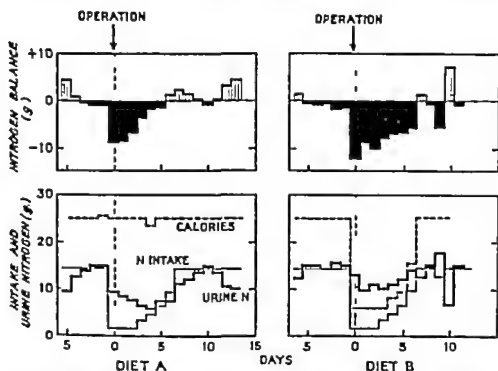 OPERATION
OPERATION
NITROGEN BALANCE
(g)
+10
0
-10
INTAKE AND
URINE NITROGEN (g.)
30
20
10
0
CALORIES
N INTAKE
URINE N
5 0 5 10 15
DAYS
5 0 5 10
DIET A
DIET B